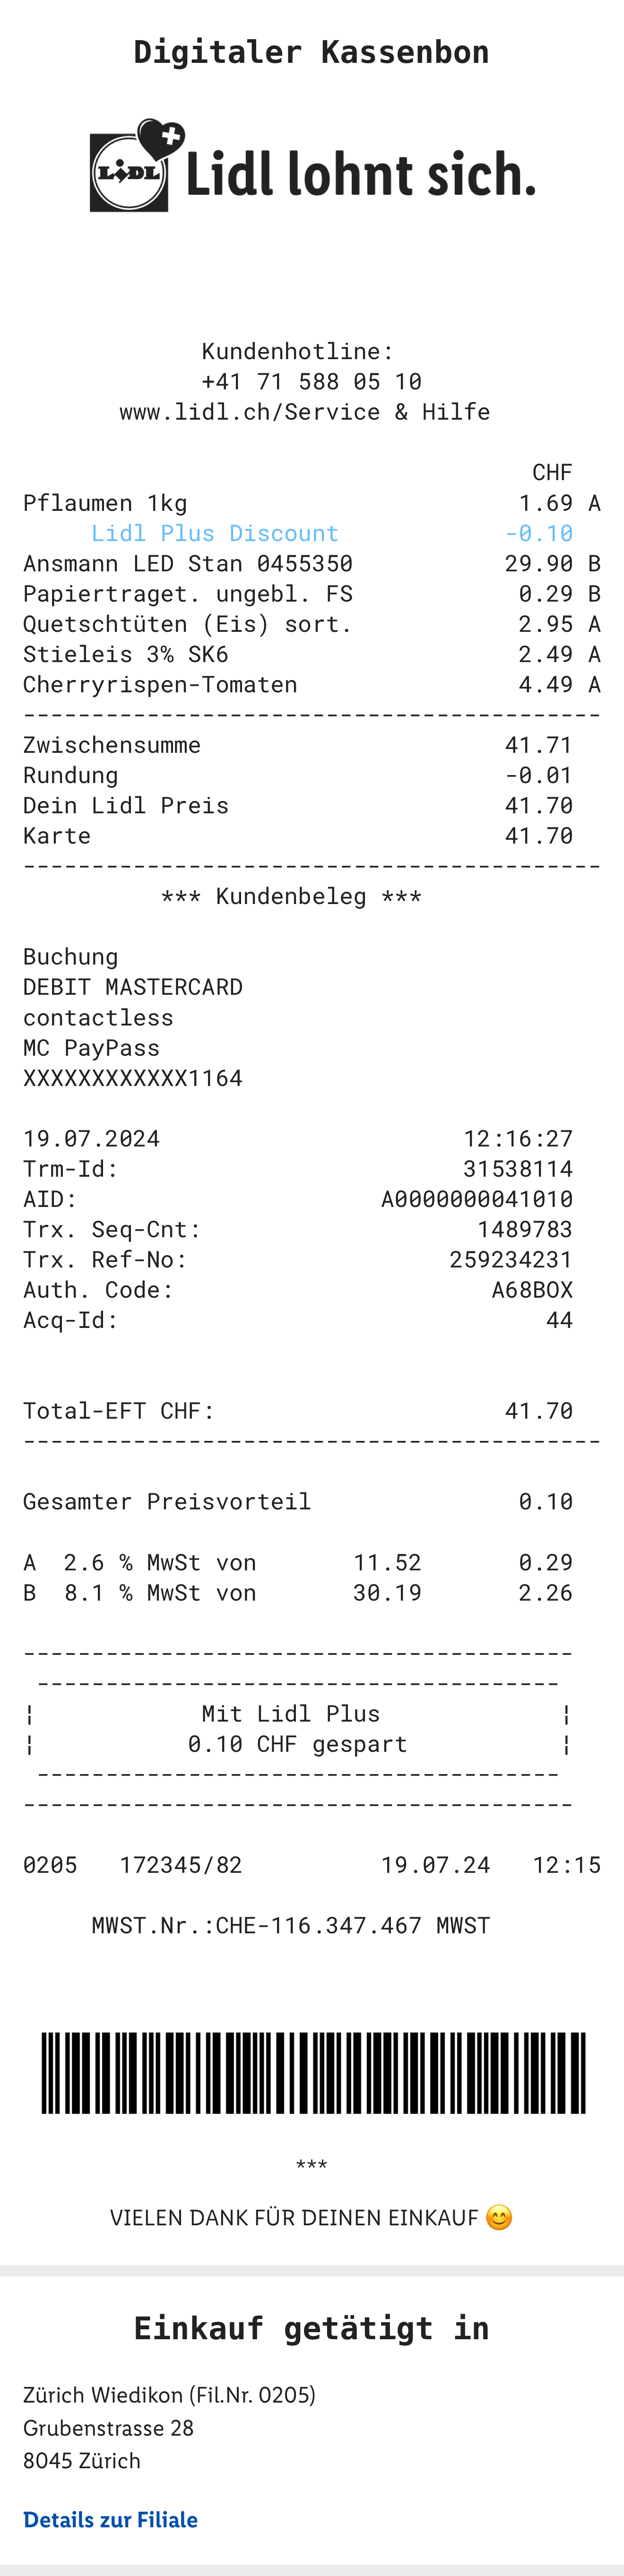 Digitaler Kassenbon
LIDL Lidl lohnt sich.
Kundenhotline:
+41 71 588 05 10
www.lidl.ch/Service & Hilfe
CHF
Pflaumen 1kg 1.69 A
Lidl Plus Discount -0.10
Ansmann LED Stan 0455350 29.90 B
Papiertraget. ungebl. FS 0.29 B
Quetschtüten (Eis) sort. 2.95 A
Stieleis 3% SK6 2.49 A
Cherryrispen-Tomaten 4.49 A
------------------------------------------
Zwischensumme 41.71
Rundung -0.01
Dein Lidl Preis 41.70
Karte 41.70
------------------------------------------
*** Kundenbeleg ***
Buchung
DEBIT MASTERCARD
contactless
MC PayPass
XXXXXXXXXXXX1164
19.07.2024 12:16:27
Trm-Id: 31538114
AID: A0000000041010
Trx. Seq-Cnt: 1489783
Trx. Ref-No: 259234231
Auth. Code: A68BOX
Acq-Id: 44
Total-EFT CHF: 41.70
------------------------------------------
Gesamter Preisvorteil 0.10
A 2.6 % MwSt von 11.52 0.29
B 8.1 % MwSt von 30.19 2.26
----------------------------------------
--------------------------------------
¦ Mit Lidl Plus ¦
¦ 0.10 CHF gespart ¦
--------------------------------------
----------------------------------------
0205 172345/82 19.07.24 12:15
MWST.Nr.:CHE-116.347.467 MWST
***
VIELEN DANK FÜR DEINEN EINKAUF 😊
Einkauf getätigt in
Zürich Wiedikon (Fil.Nr. 0205)
Grubenstrasse 28
8045 Zürich
Details zur Filiale